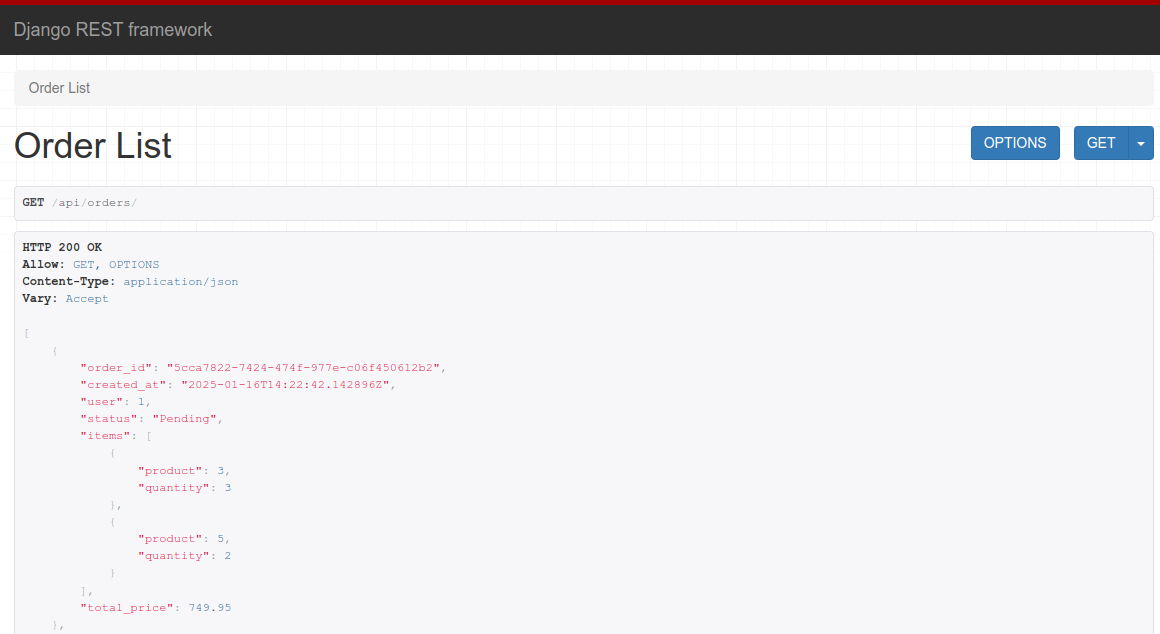 Django REST framework
Order List
Order List
OPTIONS GET
GET /api/orders/
HTTP 200 OK
Allow: GET, OPTIONS
Content-Type: application/json
Vary: Accept
[
    {
        "order_id": "5cca7822-7424-474f-977e-c06f450612b2",
        "created_at": "2025-01-16T14:22:42.142896Z",
        "user": 1,
        "status": "Pending",
        "items": [
            {
                "product": 3,
                "quantity": 3
            },
            {
                "product": 5,
                "quantity": 2
            }
        ],
        "total_price": 749.95
    },